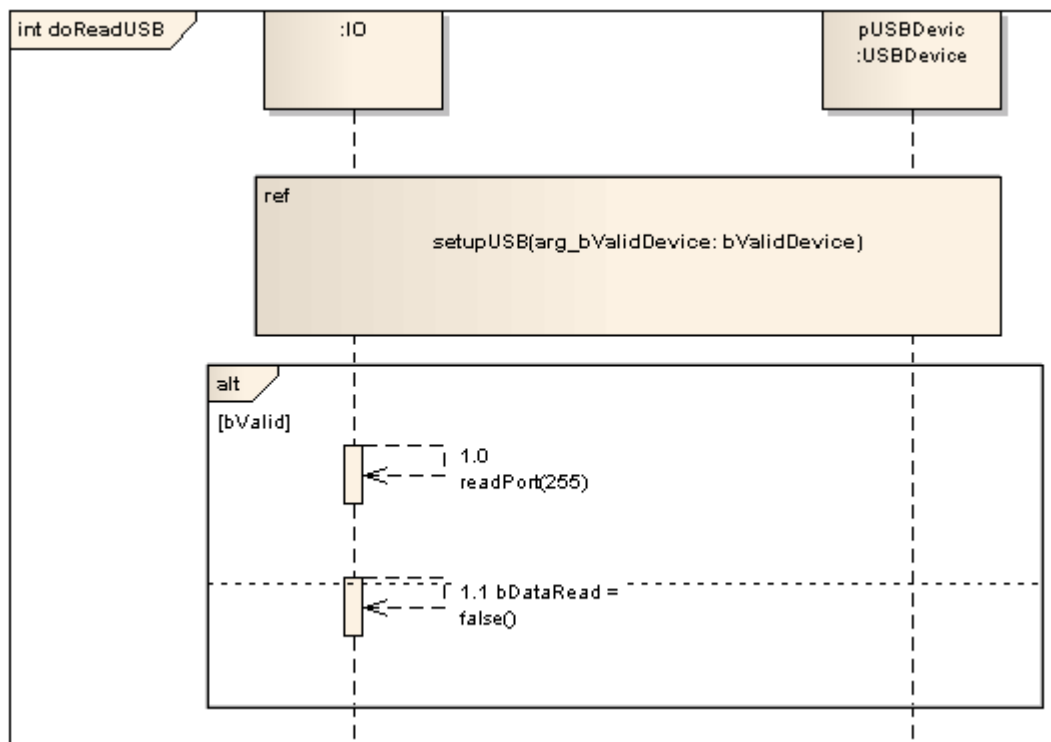 int doReadUSB
:IO
pUSBDevic
:USBDevice
ref
setupUSB(arg_bValidDevice: bValidDevice)
alt
[bValid]
1.0
readPort(255)
1.1 bDataRead =
false()